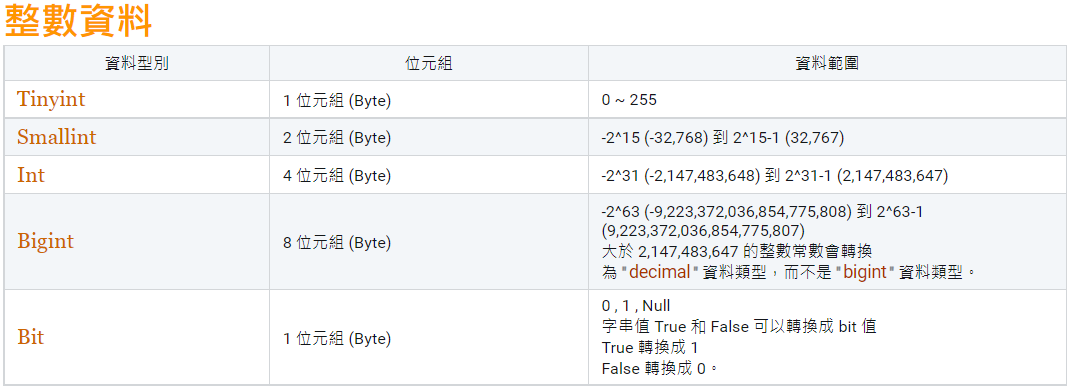 整數資料
資料型別 位元組 資料範圍
Tinyint 1 位元組 (Byte) 0 ~ 255
Smallint 2 位元組 (Byte) -2^15 (-32,768) 到 2^15-1 (32,767)
Int 4 位元組 (Byte) -2^31 (-2,147,483,648) 到 2^31-1 (2,147,483,647)
Bigint 8 位元組 (Byte) -2^63 (-9,223,372,036,854,775,808) 到 2^63-1
(9,223,372,036,854,775,807)
大於 2,147,483,647 的整數常數會轉換
為 "decimal" 資料類型，而不是 "bigint" 資料類型。
Bit 1 位元組 (Byte) 0 , 1 , Null
字串值 True 和 False 可以轉換成 bit 值
True 轉換成 1
False 轉換成 0。